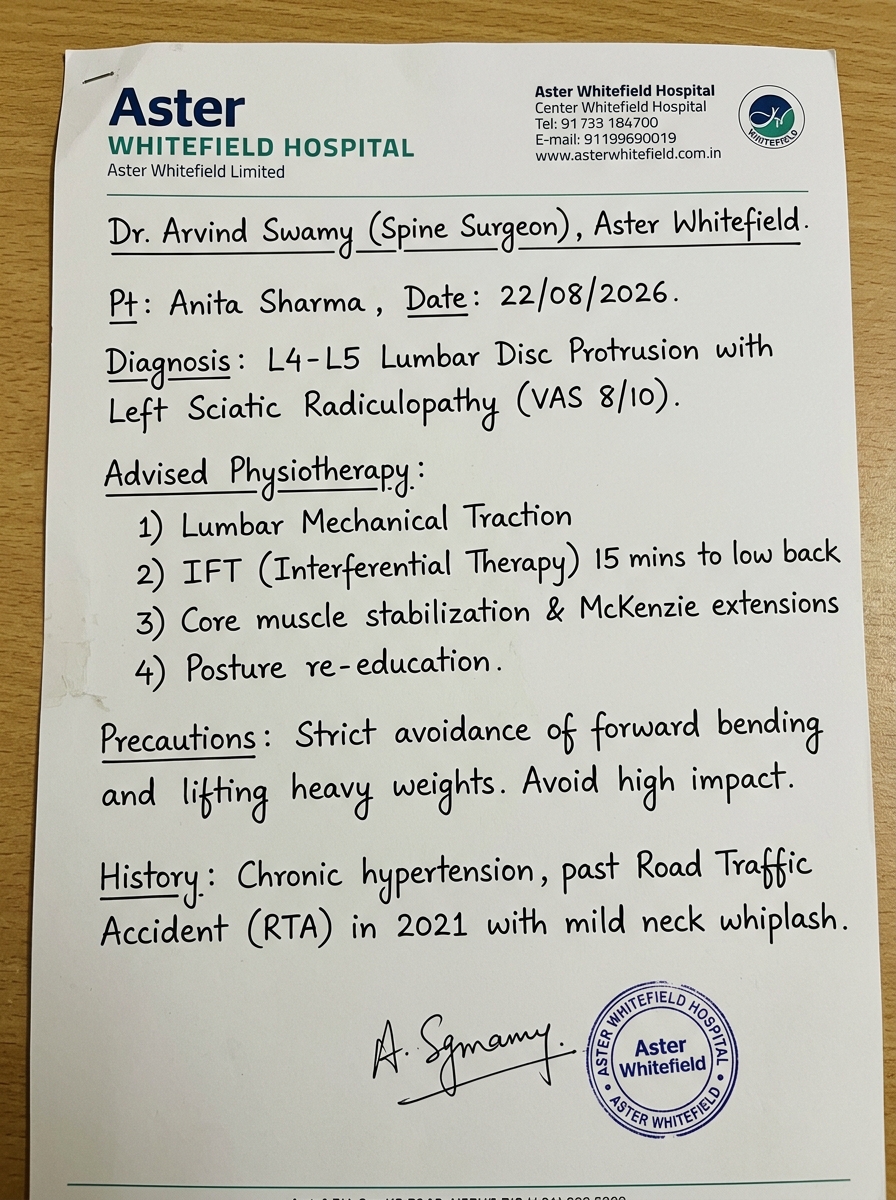 Aster
WHITEFIELD HOSPITAL
Aster Whitefield Limited
Aster Whitefield Hospital
Center Whitefield Hospital
Tel: 91 733 184700
E-mail: 91199690019
www.asterwhitefield.com.in
WHITEFIELD
Dr. Arvind Swamy (Spine Surgeon), Aster Whitefield.
Pt: Anita Sharma, Date: 22/08/2026.
Diagnosis: L4-L5 Lumbar Disc Protrusion with
Left Sciatic Radiculopathy (VAS 8/10).
Advised Physiotherapy:
1) Lumbar Mechanical Traction
2) IFT (Interferential Therapy) 15 mins to low back
3) Core muscle stabilization & McKenzie extensions
4) Posture re-education.
Precautions: Strict avoidance of forward bending
and lifting heavy weights. Avoid high impact.
History: Chronic hypertension, past Road Traffic
Accident (RTA) in 2021 with mild neck whiplash.
A. Sgmamy.
ASTER WHITEFIELD HOSPITAL
Aster
Whitefield
ASTER WHITEFIELD